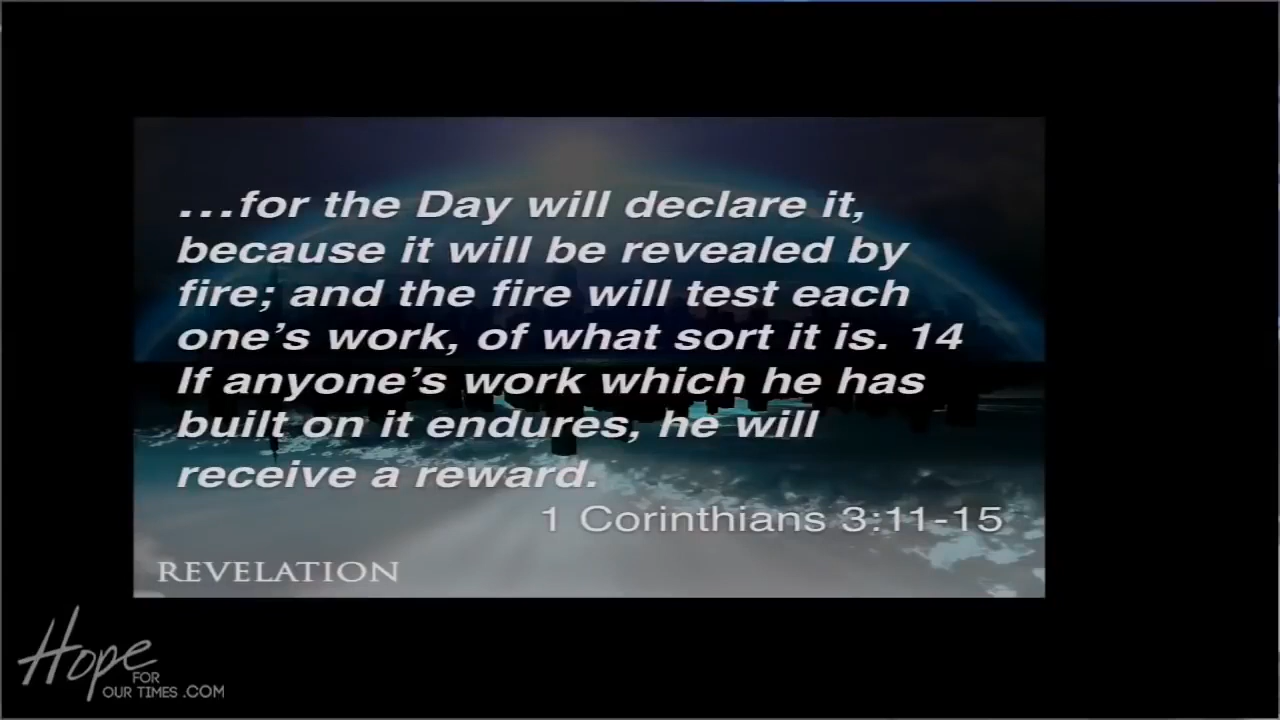 ...for the Day will declare it,
because it will be revealed by
fire; and the fire will test each
one's work, of what sort it is. 14
If anyone's work which he has
built on it endures, he will
receive a reward.
1 Corinthians 3:11-15
REVELATION
Hope
FOR
OUR TIMES .COM